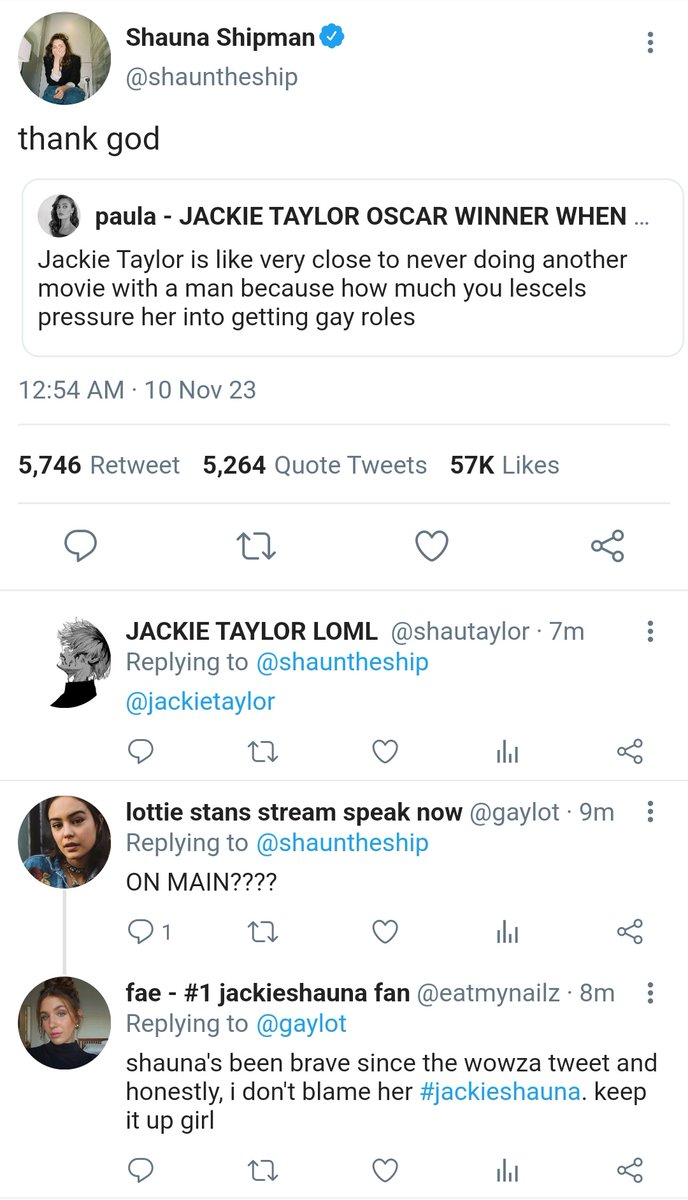 Shauna Shipman
@shauntheship
thank god
paula - JACKIE TAYLOR OSCAR WINNER WHEN ...
Jackie Taylor is like very close to never doing another
movie with a man because how much you lescels
pressure her into getting gay roles
12:54 AM · 10 Nov 23
5,746 Retweet 5,264 Quote Tweets 57K Likes
JACKIE TAYLOR LOML @shautaylor · 7m
Replying to @shauntheship
@jackietaylor
lottie stans stream speak now @gaylot · 9m
Replying to @shauntheship
ON MAIN????
1
fae - #1 jackieshauna fan @eatmynailz · 8m
Replying to @gaylot
shauna's been brave since the wowza tweet and
honestly, i don't blame her #jackieshauna. keep
it up girl